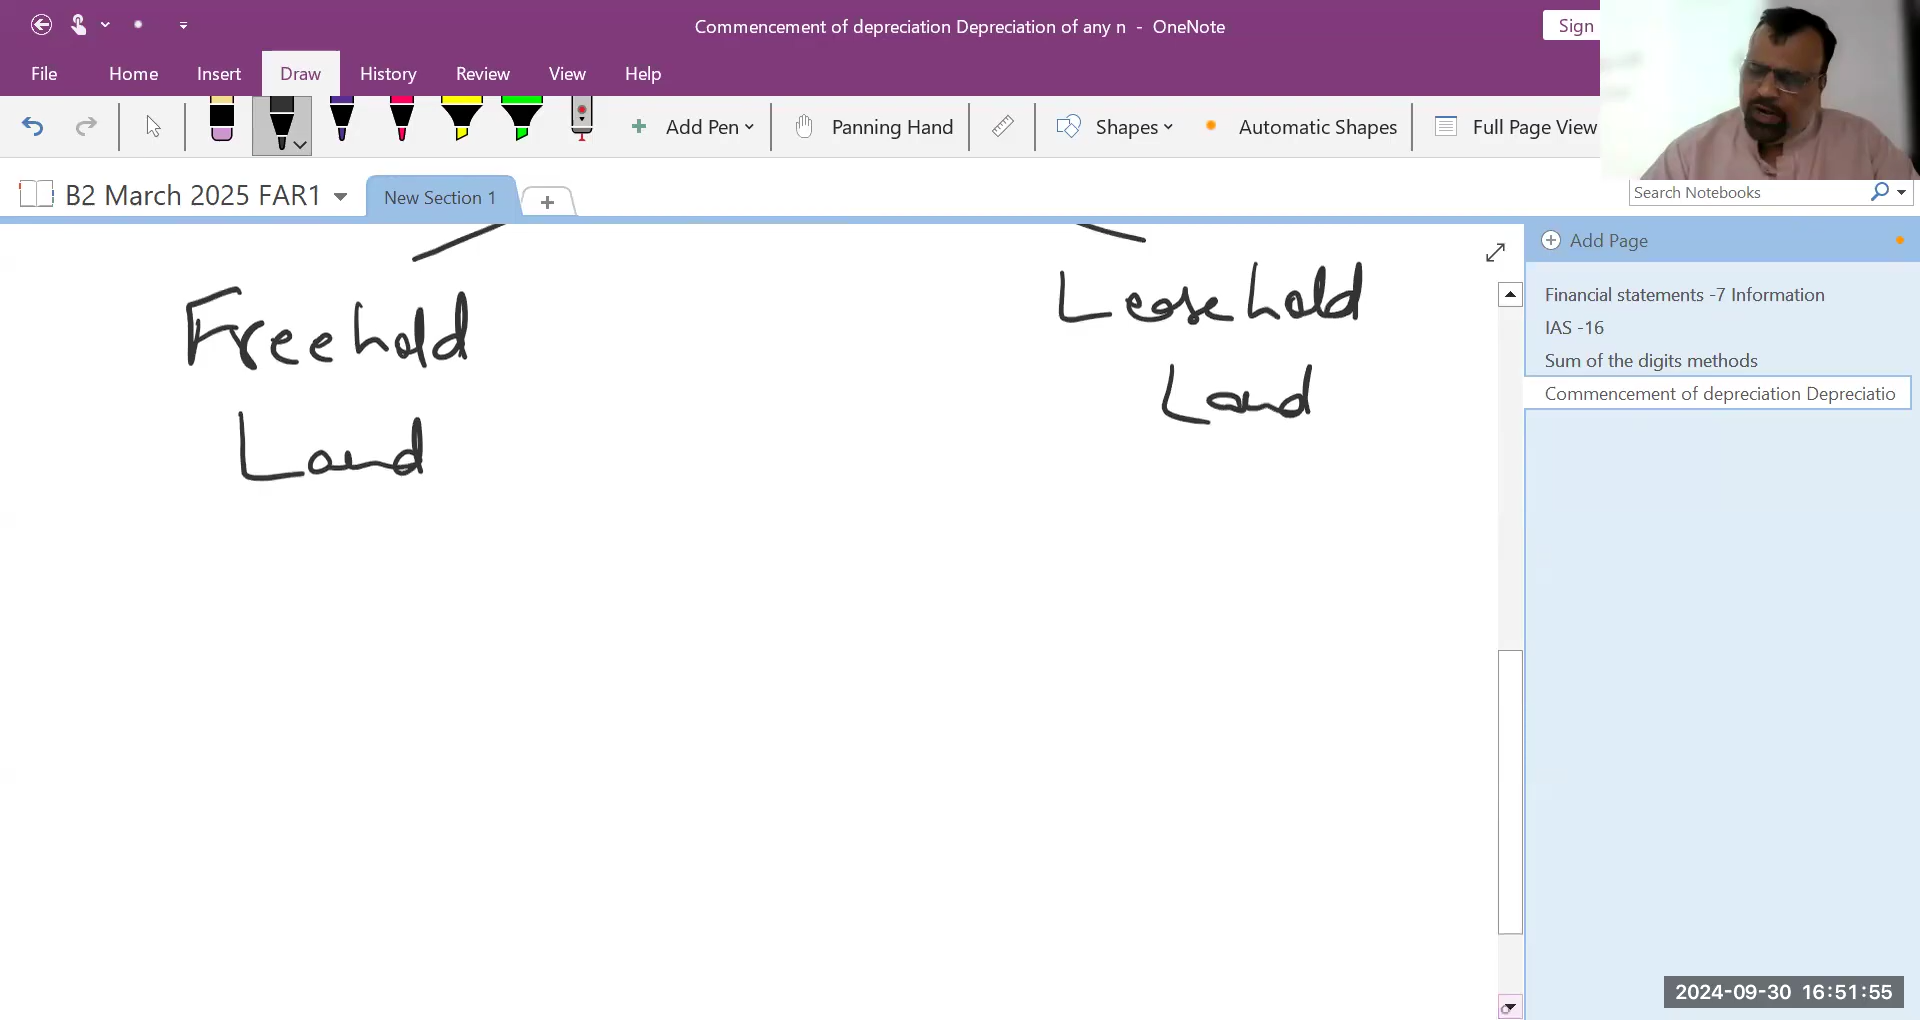 Commencement of depreciation Depreciation of any n - OneNote
Sign
File Home Insert Draw History Review View Help
Add Pen Panning Hand Shapes Automatic Shapes Full Page View
B2 March 2025 FAR1 New Section 1
Search Notebooks
Add Page
Financial statements -7 Information
IAS -16
Sum of the digits methods
Commencement of depreciation Depreciatio
Freehold
Land
Leasehold
Land
2024-09-30 16:51:55